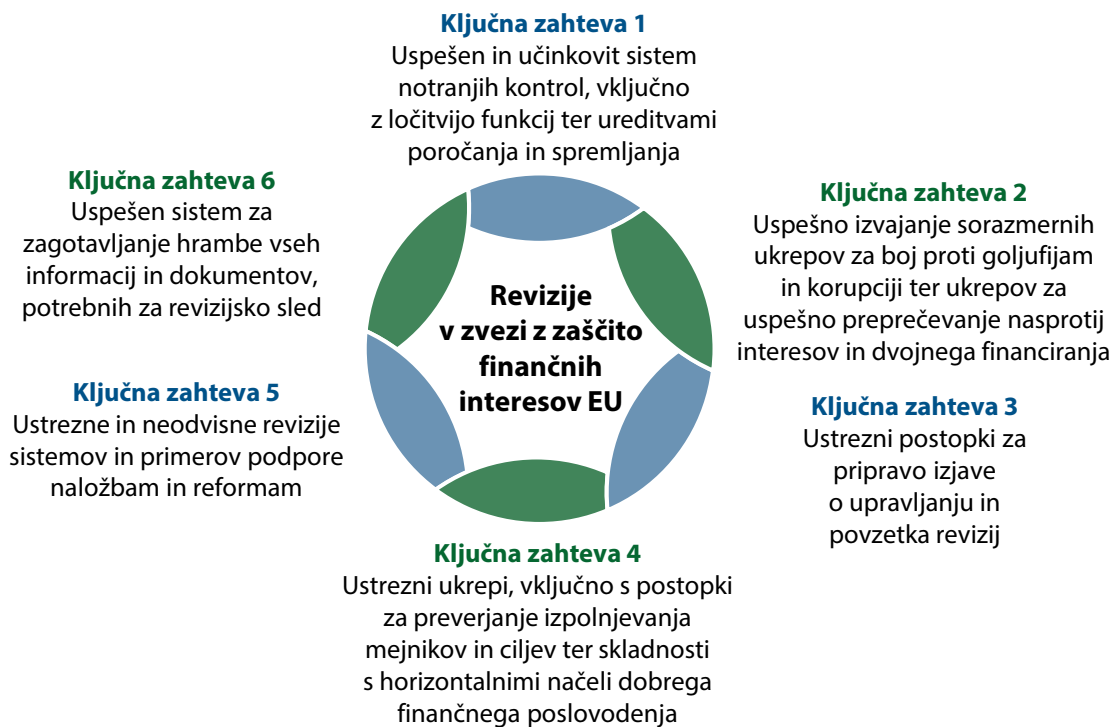 Ključna zahteva 1
Uspešen in učinkovit sistem
notranjih kontrol, vključno
z ločitvijo funkcij ter ureditvami
poročanja in spremljanja
Ključna zahteva 2
Uspešno izvajanje sorazmernih
ukrepov za boj proti goljufijam
in korupciji ter ukrepov za
uspešno preprečevanje nasprotij
interesov in dvojnega financiranja
Ključna zahteva 3
Ustrezni postopki za
pripravo izjave
o upravljanju in
povzetka revizij
Ključna zahteva 4
Ustrezni ukrepi, vključno s postopki
za preverjanje izpolnjevanja
mejnikov in ciljev ter skladnosti
s horizontalnimi načeli dobrega
finančnega poslovodenja
Ključna zahteva 5
Ustrezne in neodvisne revizije
sistemov in primerov podpore
naložbam in reformam
Ključna zahteva 6
Uspešen sistem za
zagotavljanje hrambe vseh
informacij in dokumentov,
potrebnih za revizijsko sled
Revizije
v zvezi z zaščito
finančnih
interesov EU